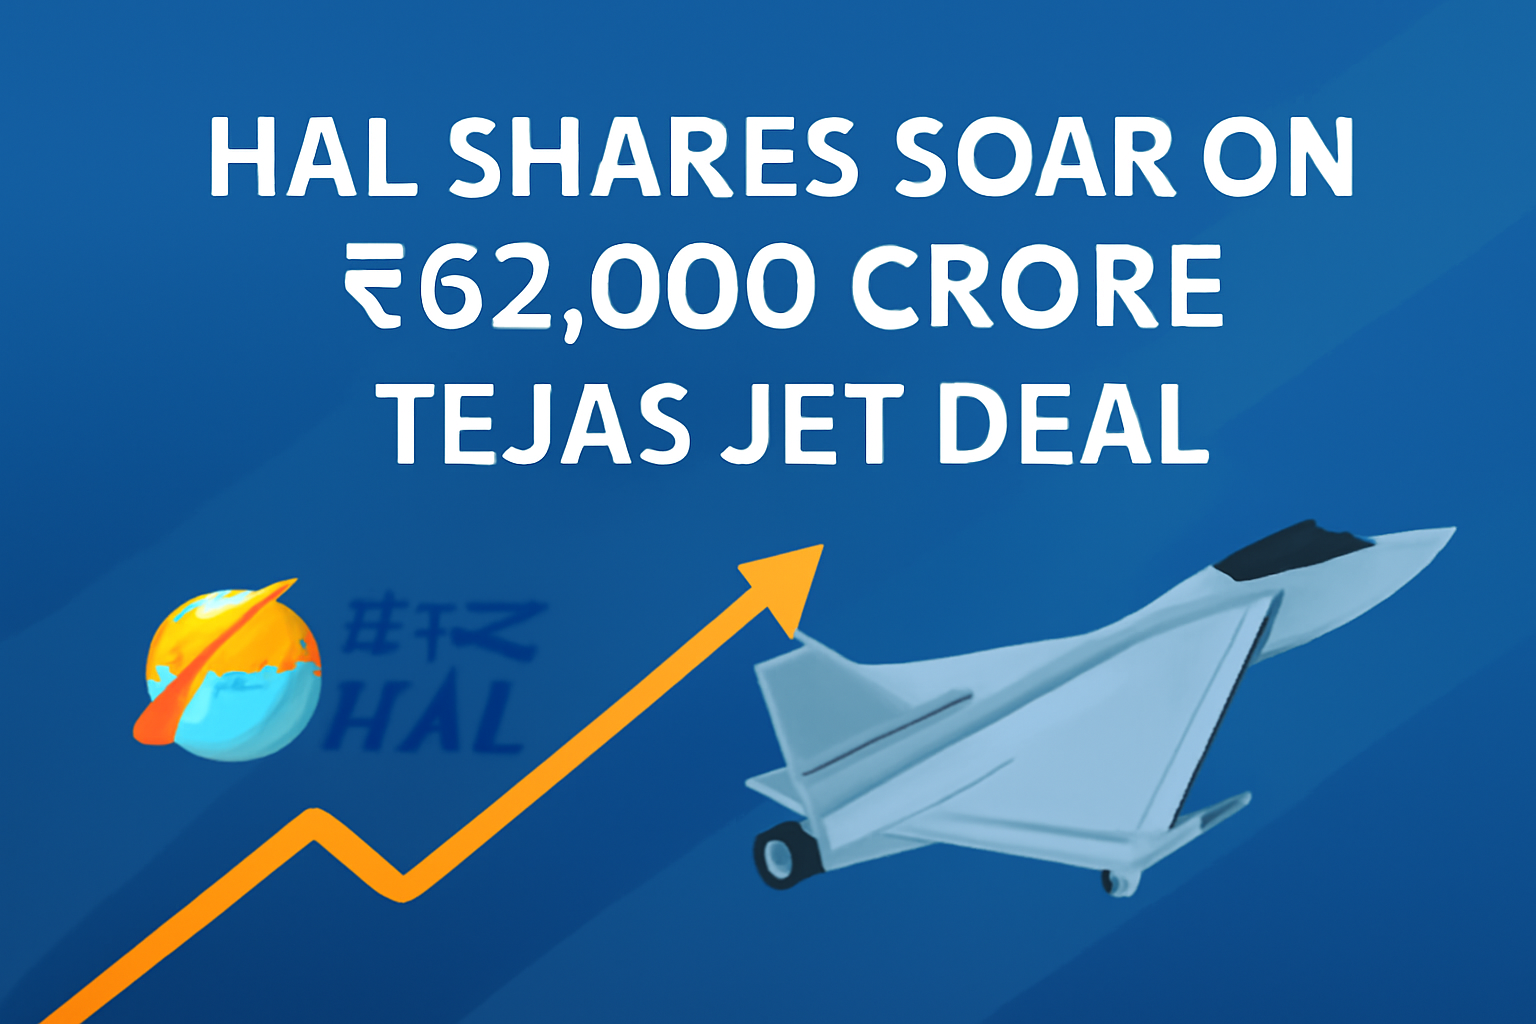 HAL SHARES SOAR ON
₹62,000 CRORE
TEJAS JET DEAL
HAL